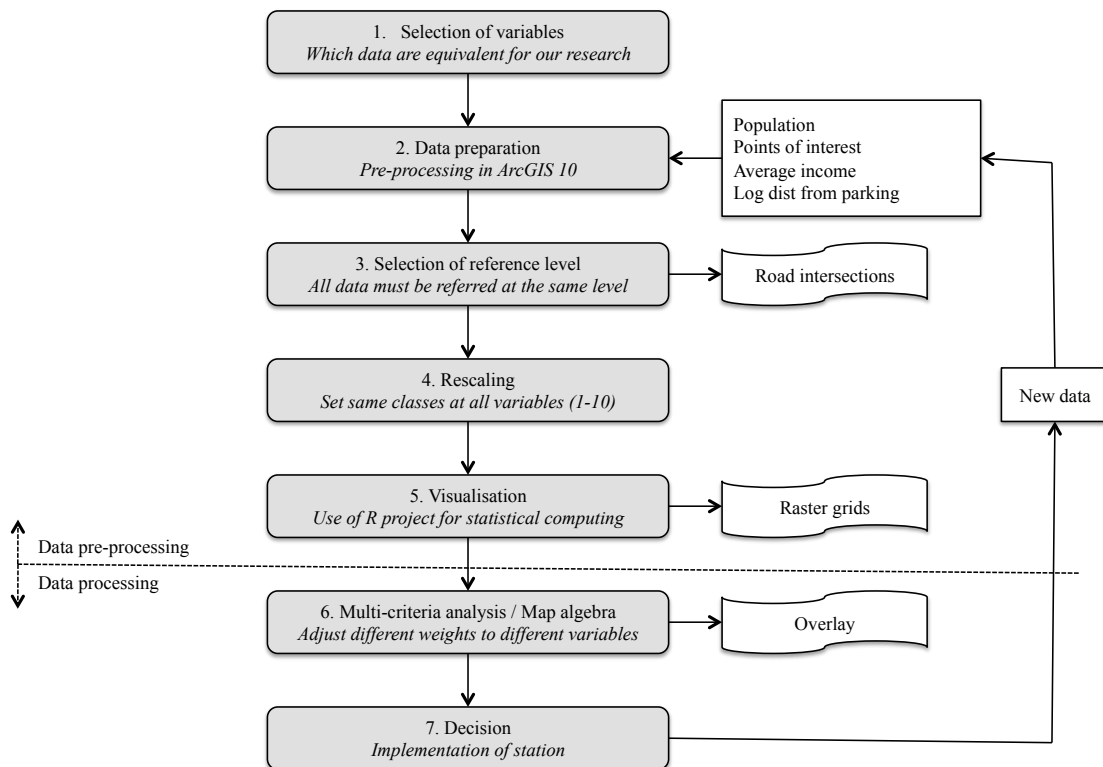 1. Selection of variables
Which data are equivalent for our research
2. Data preparation
Pre-processing in ArcGIS 10
Population
Points of interest
Average income
Log dist from parking
3. Selection of reference level
All data must be referred at the same level
Road intersections
4. Rescaling
Set same classes at all variables (1-10)
New data
5. Visualisation
Use of R project for statistical computing
Raster grids
Data pre-processing
Data processing
6. Multi-criteria analysis / Map algebra
Adjust different weights to different variables
Overlay
7. Decision
Implementation of station